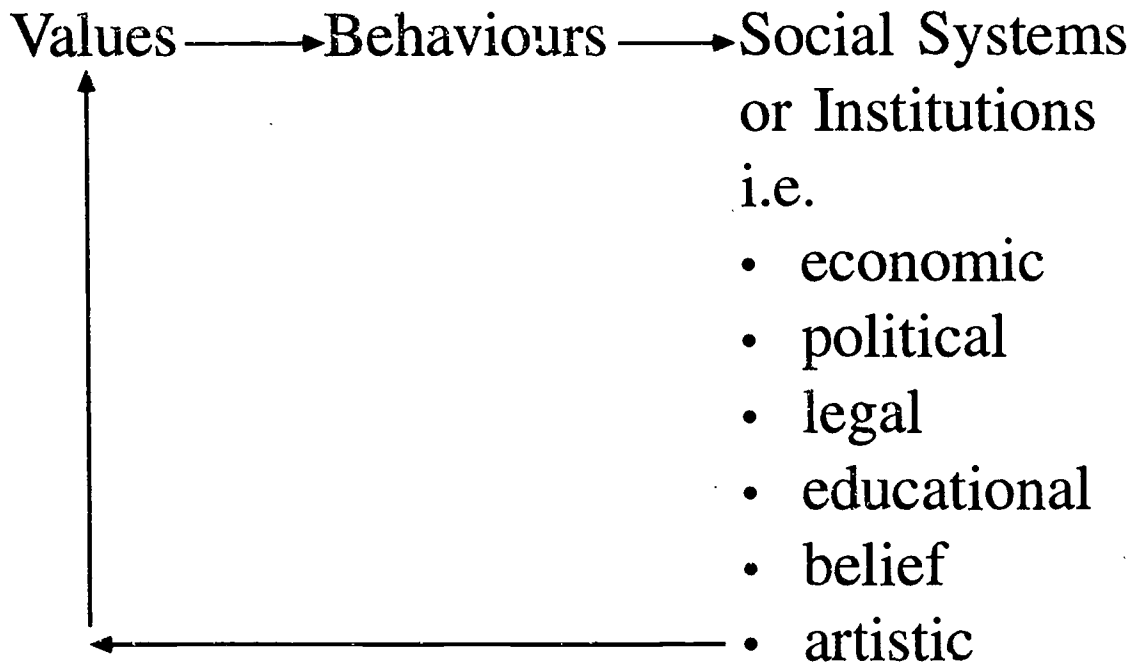 Values Behaviours Social Systems
or Institutions
i.e.
• economic
• political
• legal
• educational
• belief
• artistic